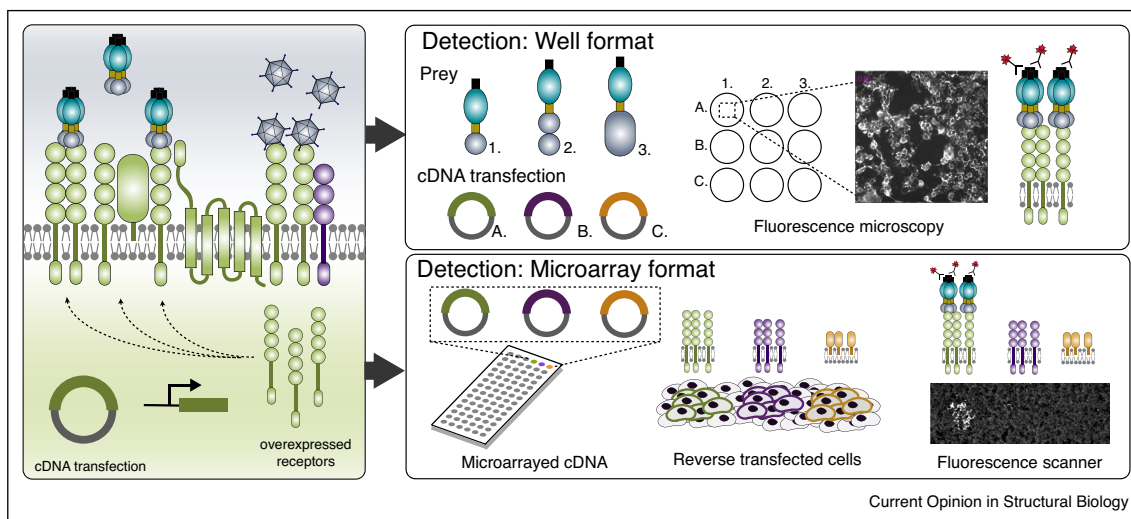 cDNA transfection
overexpressed
receptors
Detection: Well format
Prey
1.
2.
3.
cDNA transfection
A.
B.
C.
1.
2.
3.
A.
B.
C.
Fluorescence microscopy
Detection: Microarray format
Microarrayed cDNA
Reverse transfected cells
Fluorescence scanner
Current Opinion in Structural Biology